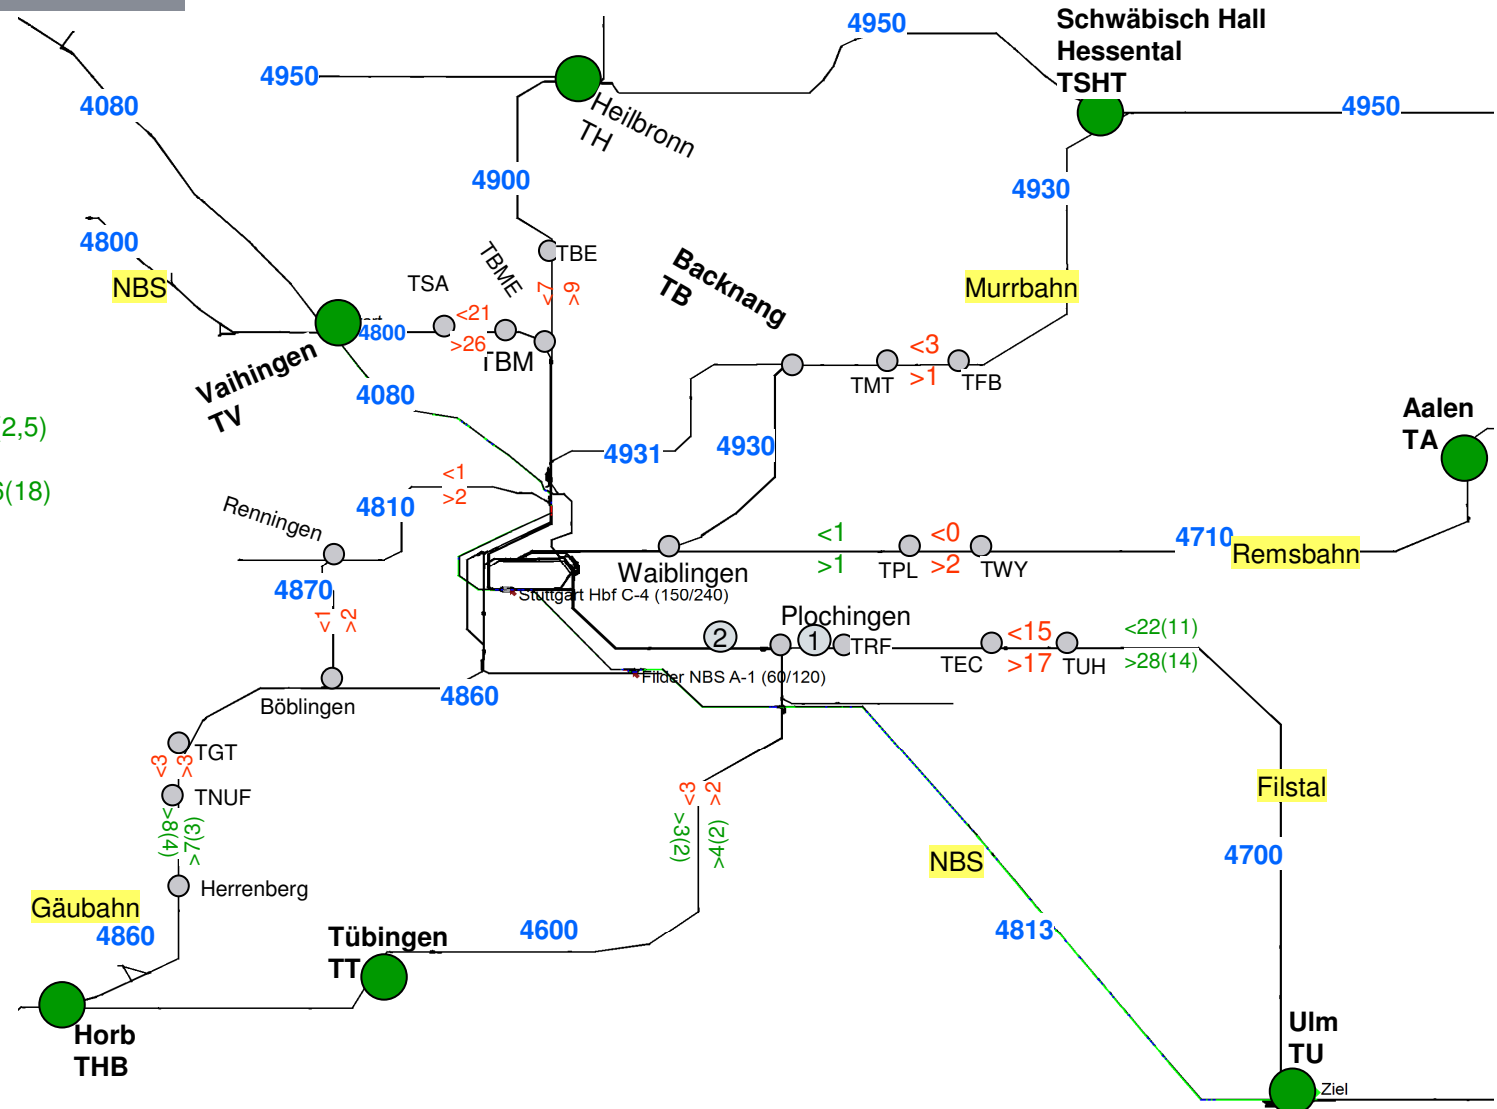 Schwäbisch Hall
Hessental
TSHT
4950
4950
4950
4080
Heilbronn
TH
4900
4930
4800
NBS
TSA
TBME
TBE
<7
>9
Backnang
TB
Murrbahn
<21
4800
>26
TBM
Vaihingen
TV
4080
<3
>1
TMT
TFB
Aalen
TA
2,5)
(18)
4931
4930
<1
>2
4810
Renningen
4870
<1
>2
<1
>1
<0
>2
TPL
TWY
4710
Remsbahn
Waiblingen
Stuttgart Hbf C-4 (150/240)
Plochingen
2
1
TRF
TEC
<15
>17
TUH
<22(11)
>28(14)
Filder NBS A-1 (60/120)
Böblingen
4860
TGT
<3
>3
TNUF
>8(4)
>7(3)
Herrenberg
<3
>2
<3(2)
>4(2)
Filstal
4700
NBS
4813
Gäubahn
4860
Tübingen
TT
4600
Horb
THB
Ulm
TU
Ziel